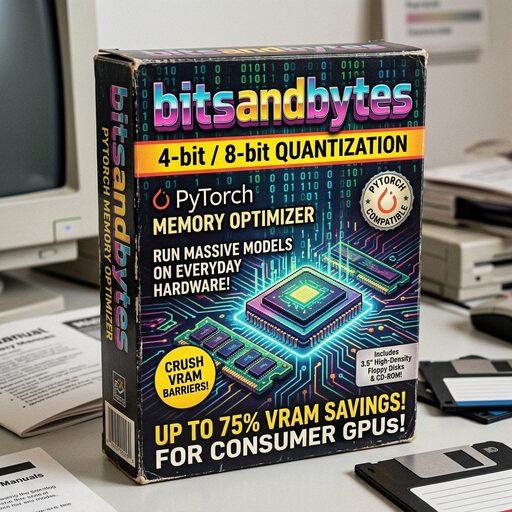 bitsandbytes
4-bit / 8-bit QUANTIZATION
PyTorch
MEMORY OPTIMIZER
RUN MASSIVE MODELS
ON EVERYDAY
HARDWARE!
PYTORCH
COMPATIBLE
CRUSH
VRAM
BARRIERS!
Includes
3.5" High-Density
Floppy Disks
& CD-ROM!
UP TO 75% VRAM SAVINGS!
FOR CONSUMER GPUs!
bitsandbytes
PYTORCH MEMORY OPTIMIZER
Manuals